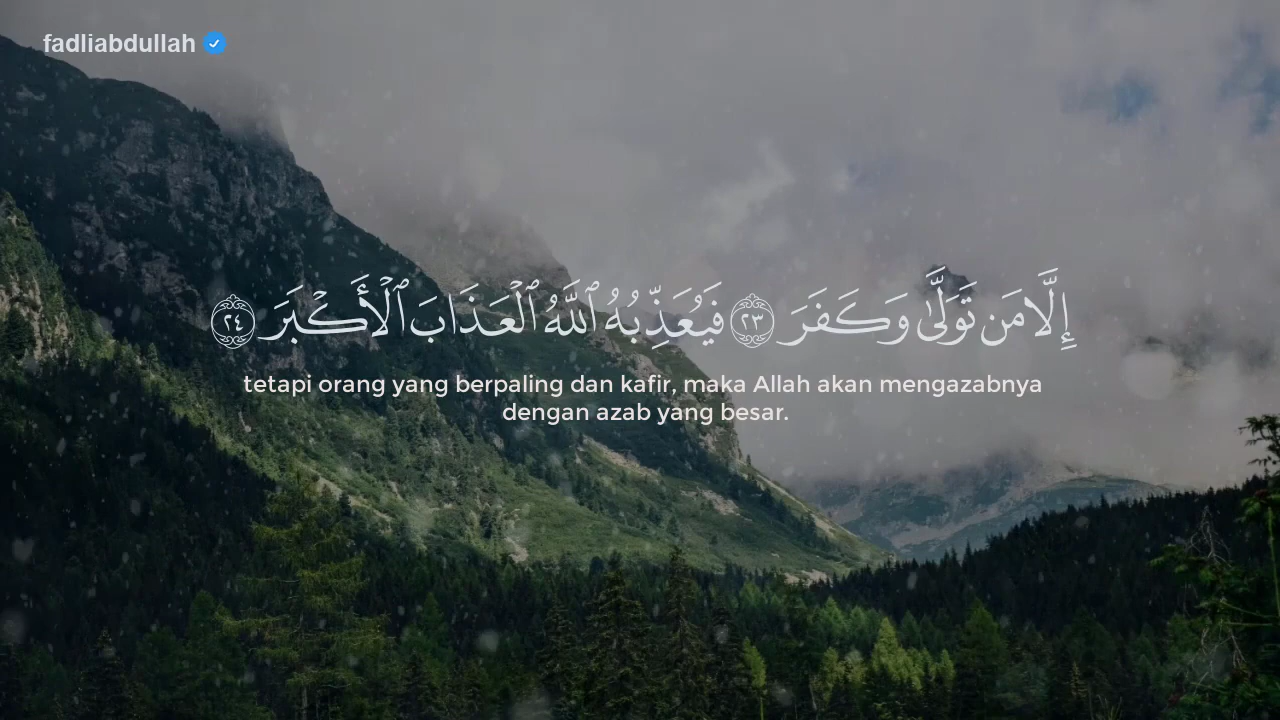 fadliabdullah
إِلَّا مَن تَوَلَّىٰ وَكَفَرَ ٢٣ فَيُعَذِّبُهُ ٱللَّهُ ٱلْعَذَابَ ٱلْأَكْبَرَ ٢٤
tetapi orang yang berpaling dan kafir, maka Allah akan mengazabnya
dengan azab yang besar.